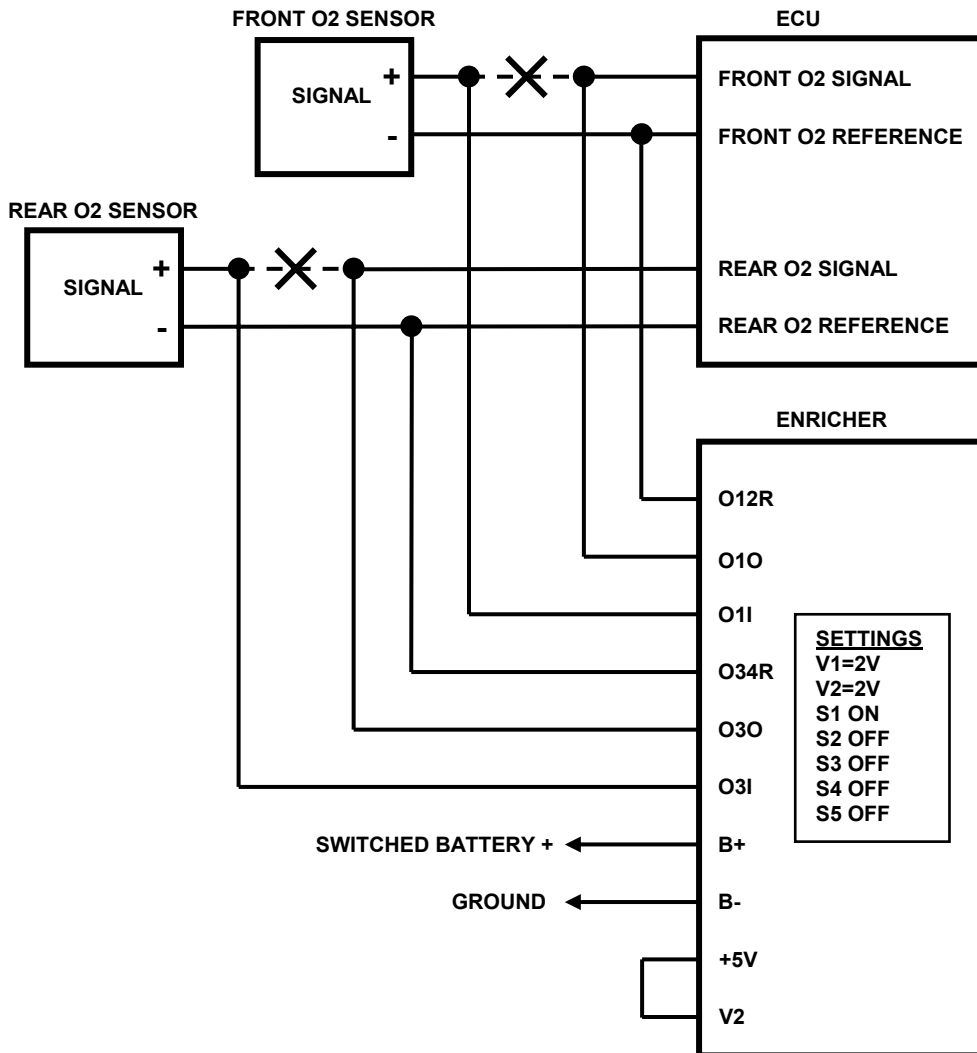 FRONT O2 SENSOR
ECU
SIGNAL
+
-
FRONT O2 SIGNAL
FRONT O2 REFERENCE
REAR O2 SENSOR
SIGNAL
+
-
REAR O2 SIGNAL
REAR O2 REFERENCE
ENRICHER
O12R
O1O
O1I
O34R
O3O
O3I
SETTINGS
V1=2V
V2=2V
S1 ON
S2 OFF
S3 OFF
S4 OFF
S5 OFF
SWITCHED BATTERY +
B+
GROUND
B-
+5V
V2